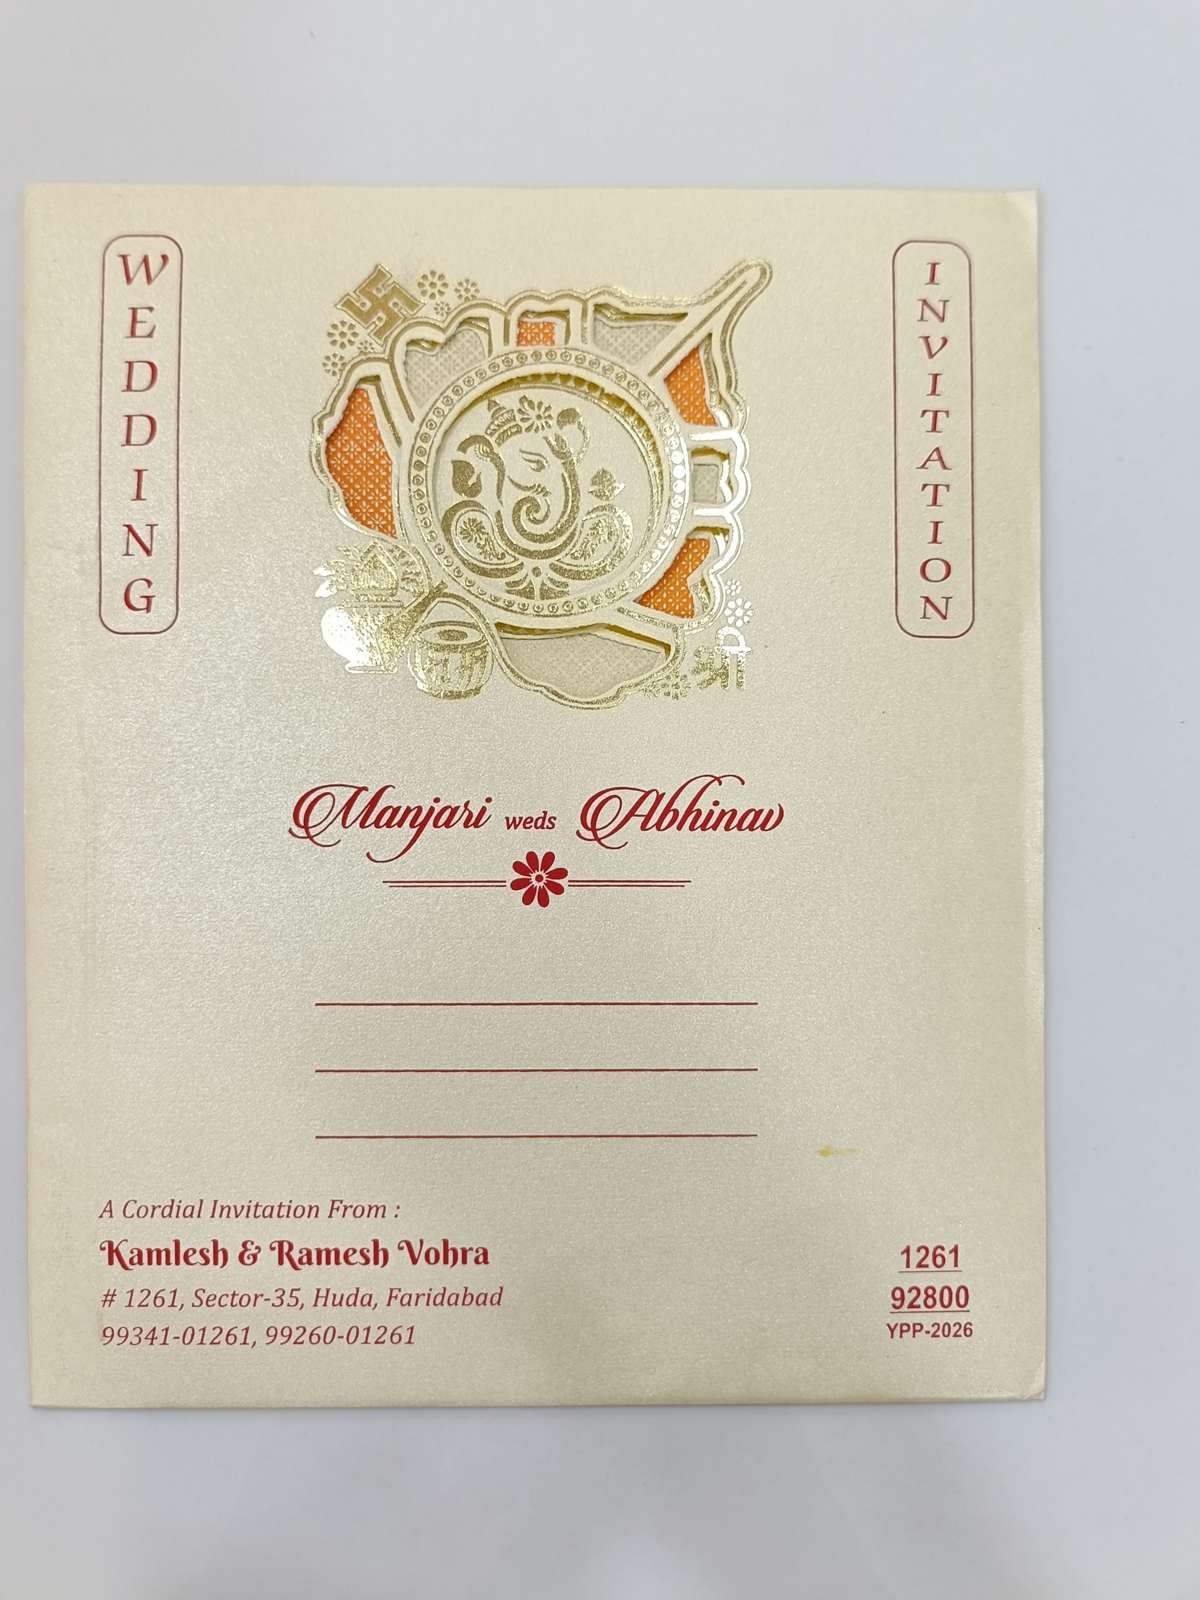 WEDDING
INVITATION
श्री
Manjari weds Abhinav
A Cordial Invitation From :
Kamlesh & Ramesh Vohra
# 1261, Sector-35, Huda, Faridabad
99341-01261, 99260-01261
1261
92800
YPP-2026